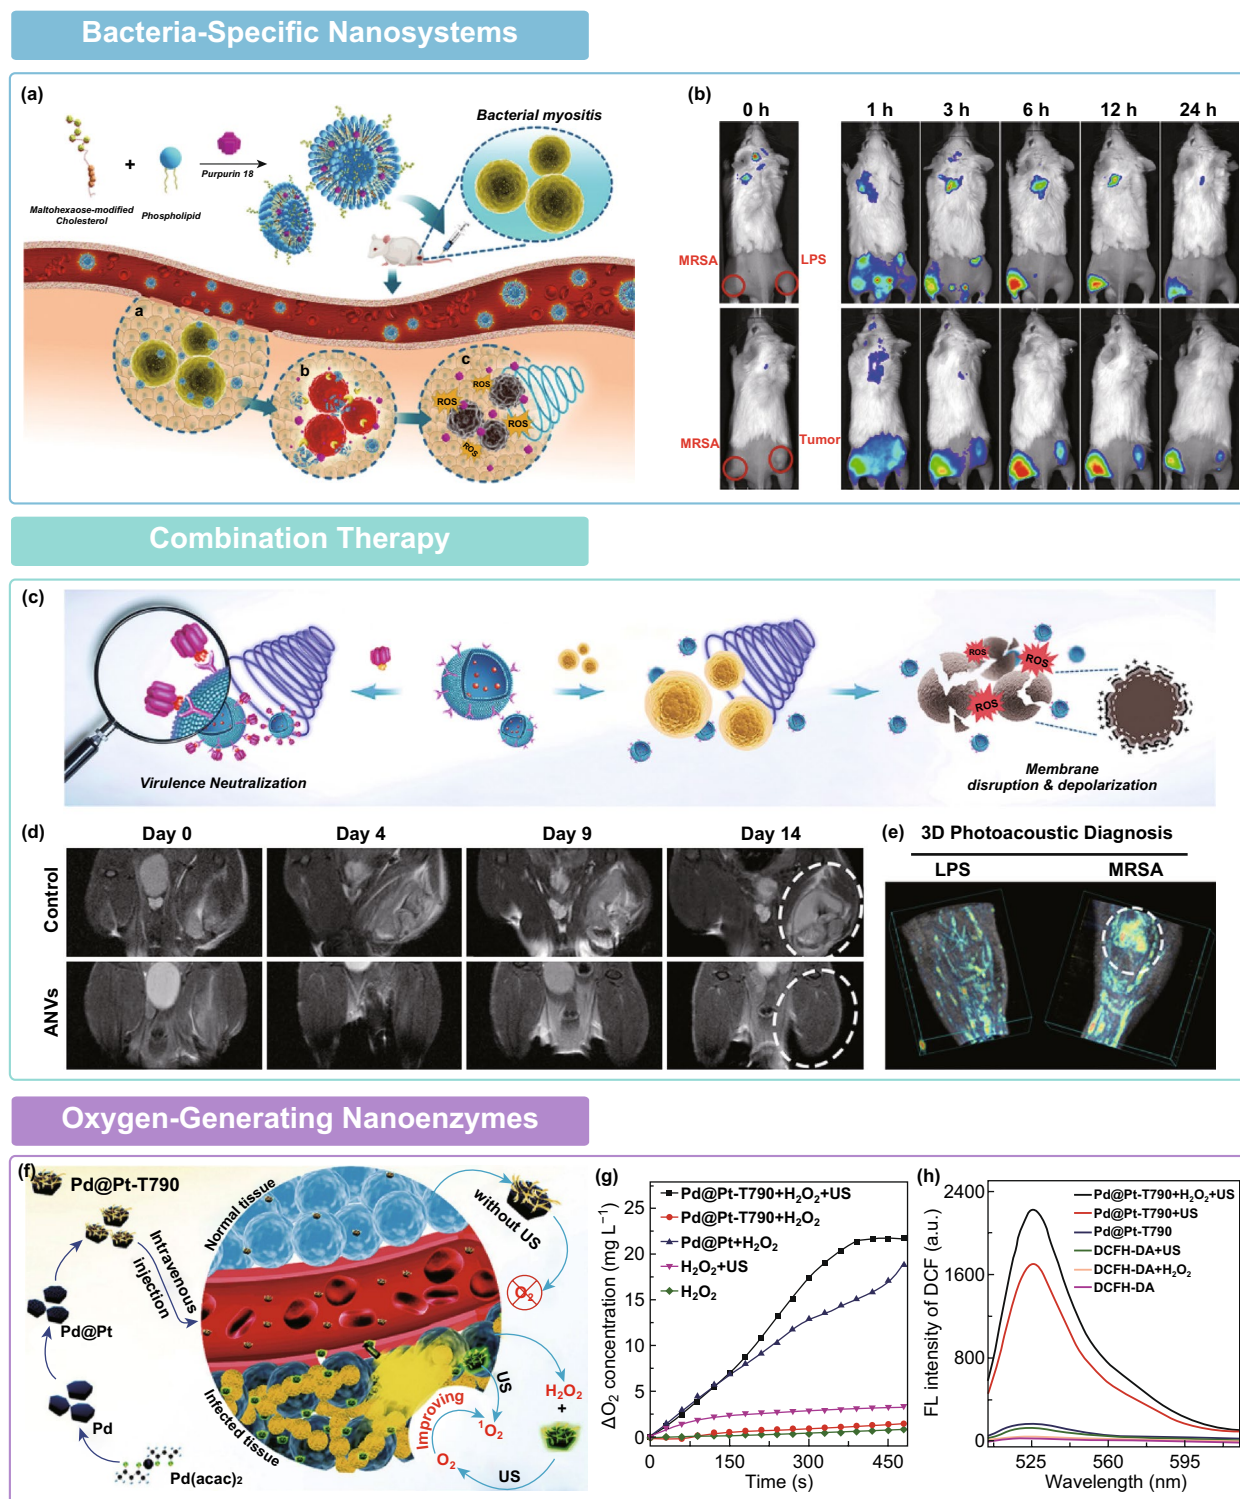 Bacteria-Specific Nanosystems
(a)
Bacterial myositis
+
Purpurin 18
Maltohexaose-modified
Cholesterol
Phospholipid
a
b
c
ROS
ROS
ROS
ROS
(b)
0 h
1 h
3 h
6 h
12 h
24 h
MRSA
LPS
MRSA
Tumor
Combination Therapy
(c)
Virulence Neutralization
ROS
ROS
ROS
Membrane
disruption & depolarization
(d)
Day 0
Day 4
Day 9
Day 14
Control
ANVs
(e)
3D Photoacoustic Diagnosis
LPS
MRSA
Oxygen-Generating Nanoenzymes
(f)
Pd@Pt-T790
Intravenous
injection
Pd@Pt
Pd
Pd(acac)₂
Normal tissue
Infected tissue
without US
O₂
US
H₂O₂
+
Improving
¹O₂
O₂
US
(g)
ΔO₂ concentration (mg L⁻¹)
25
20
15
10
5
0
Pd@Pt-T790+H₂O₂+US
Pd@Pt-T790+H₂O₂
Pd@Pt+H₂O₂
H₂O₂+US
H₂O₂
0
150
300
450
Time (s)
(h)
FL intensity of DCF (a.u.)
2400
1600
800
0
Pd@Pt-T790+H₂O₂+US
Pd@Pt-T790+US
Pd@Pt-T790
DCFH-DA+US
DCFH-DA+H₂O₂
DCFH-DA
525
560
595
Wavelength (nm)